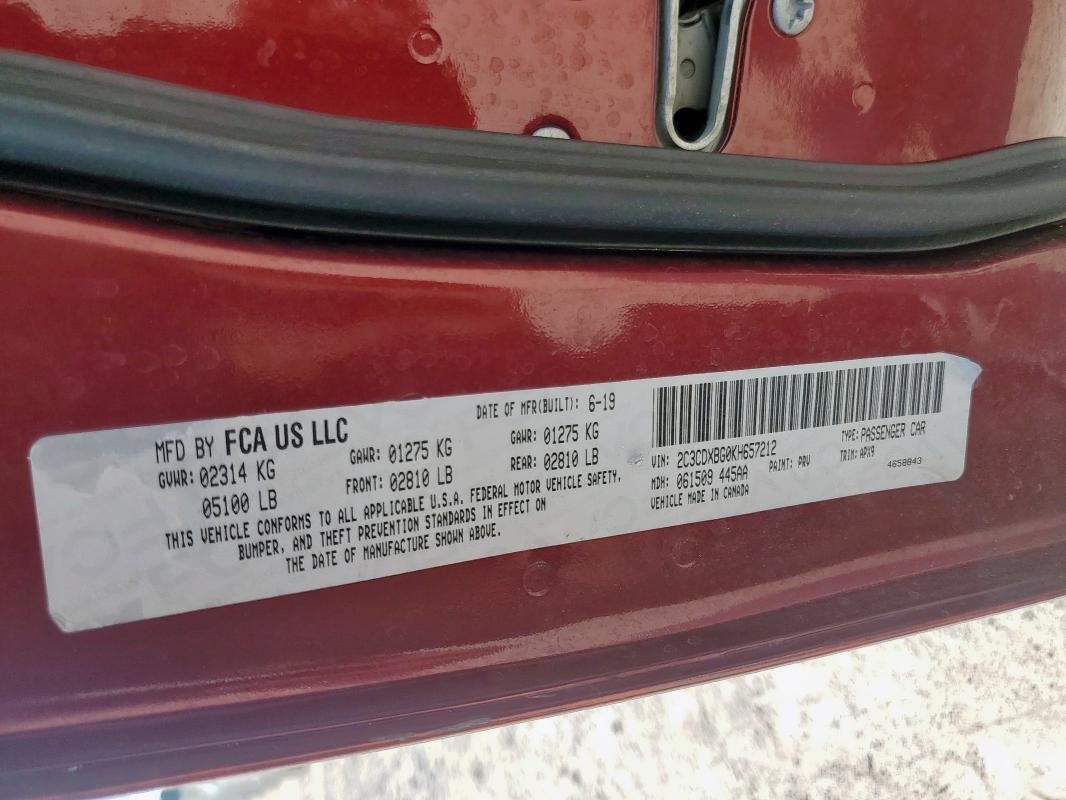 MFD BY FCA US LLC
DATE OF MFR(BUILT): 6-19
GVWR: 02314 KG
GAWR: 01275 KG
GAWR: 01275 KG
05100 LB
FRONT: 02810 LB
REAR: 02810 LB
THIS VEHICLE CONFORMS TO ALL APPLICABLE U.S.A. FEDERAL MOTOR VEHICLE SAFETY,
BUMPER, AND THEFT PREVENTION STANDARDS IN EFFECT ON
THE DATE OF MANUFACTURE SHOWN ABOVE.
VIN: 2C3CDXBG0KH657212
TYPE: PASSENGER CAR
MDH: 061509 445AA
PAINT: PRV
TRIM: APX9
VEHICLE MADE IN CANADA
4658843